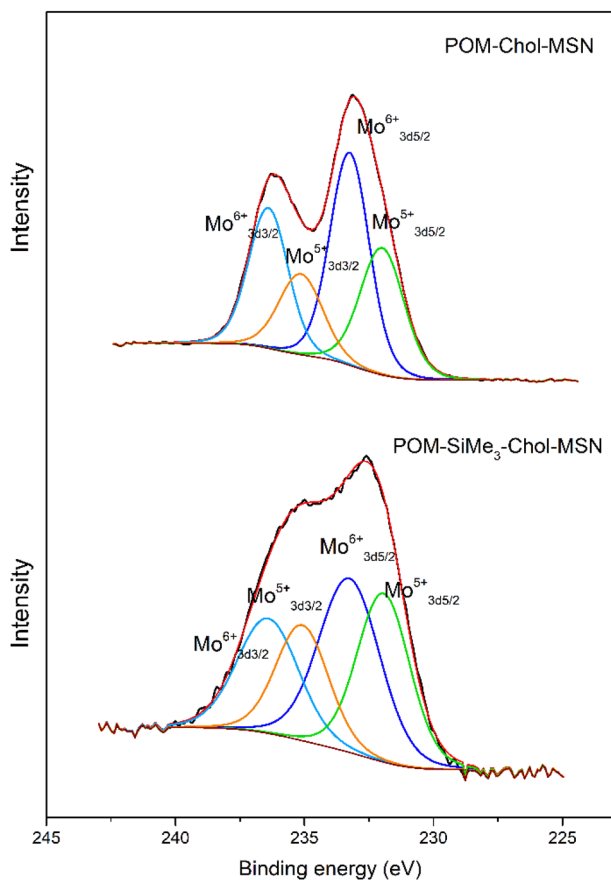 POM-Chol-MSN
Mo6+ 3d5/2
Mo6+ 3d3/2
Mo5+ 3d5/2
Mo5+ 3d3/2
Intensity
POM-SiMe3-Chol-MSN
Mo6+ 3d5/2
Mo5+ 3d3/2
Mo5+ 3d5/2
Mo6+ 3d3/2
Intensity
245 240 235 230 225
Binding energy (eV)